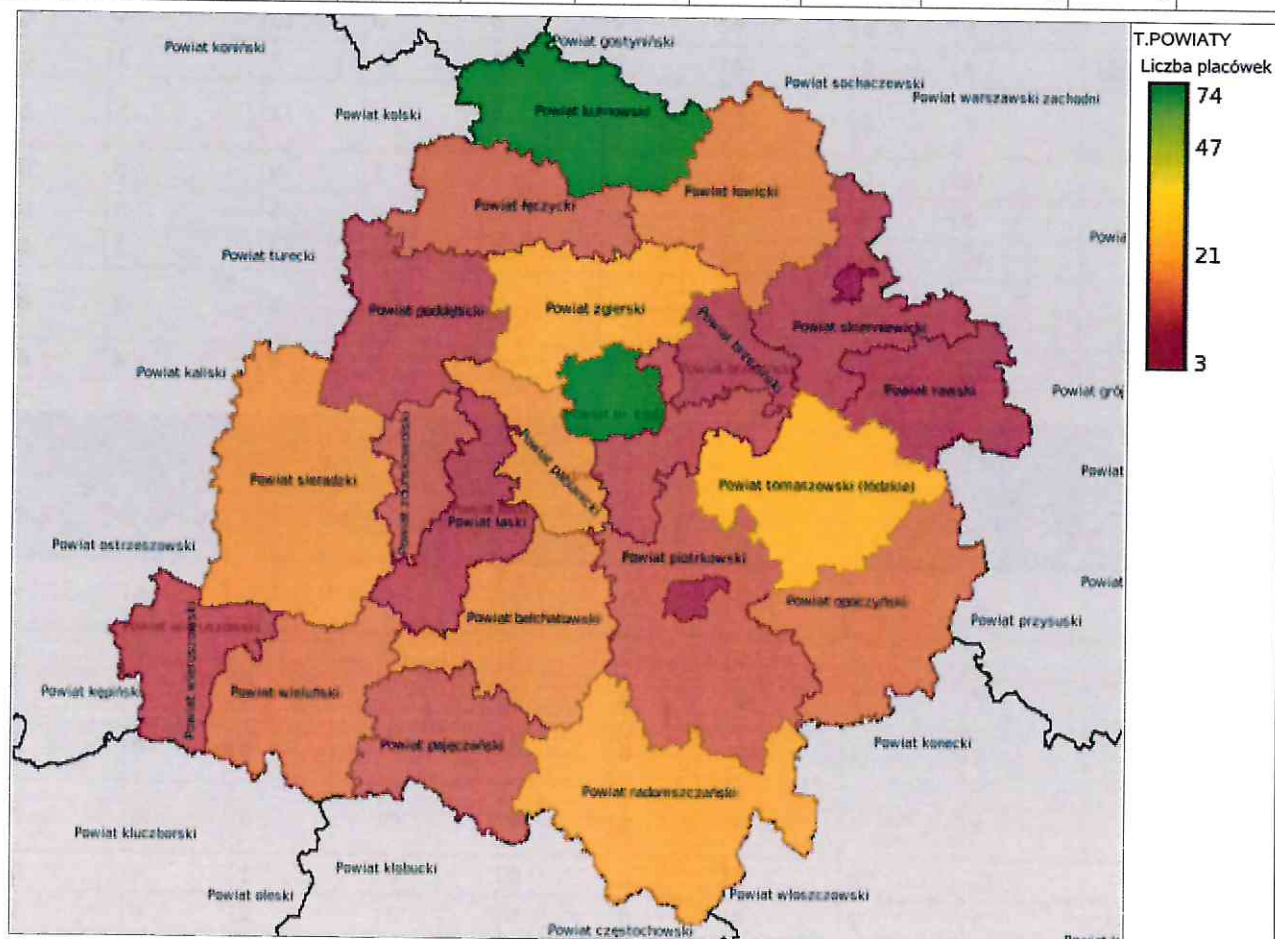 T.POWIATY
Liczba placówek
74
47
21
3
Powiat koniński
Powiat gostyniński
Powiat sochaczewski
Powiat warszawski zachodni
Powiat kolski
Powiat kutnowski
Powiat łęczycki
Powiat łowicki
Powiat turecki
Powiat poddębicki
Powiat zgierski
Powiat brzeziński
Powiat skierniewicki
Powiat kaliski
Powiat rawski
Powiat grój
Powiat sieradzki
Powiat zduńskowolski
Powiat pabianicki
Powiat tomaszowski (łódzkie)
Powiat
Powiat łaski
Powiat ostrzeszowski
Powiat piotrkowski
Powiat
Powiat opoczyński
Powiat przysuski
Powiat bełchatowski
Powiat wieruszowski
Powiat kępiński
Powiat wieluński
Powiat pajęczański
Powiat konecki
Powiat radomszczański
Powiat kluczborski
Powiat kłobucki
Powiat oleski
Powiat włoszczowski
Powiat częstochowski